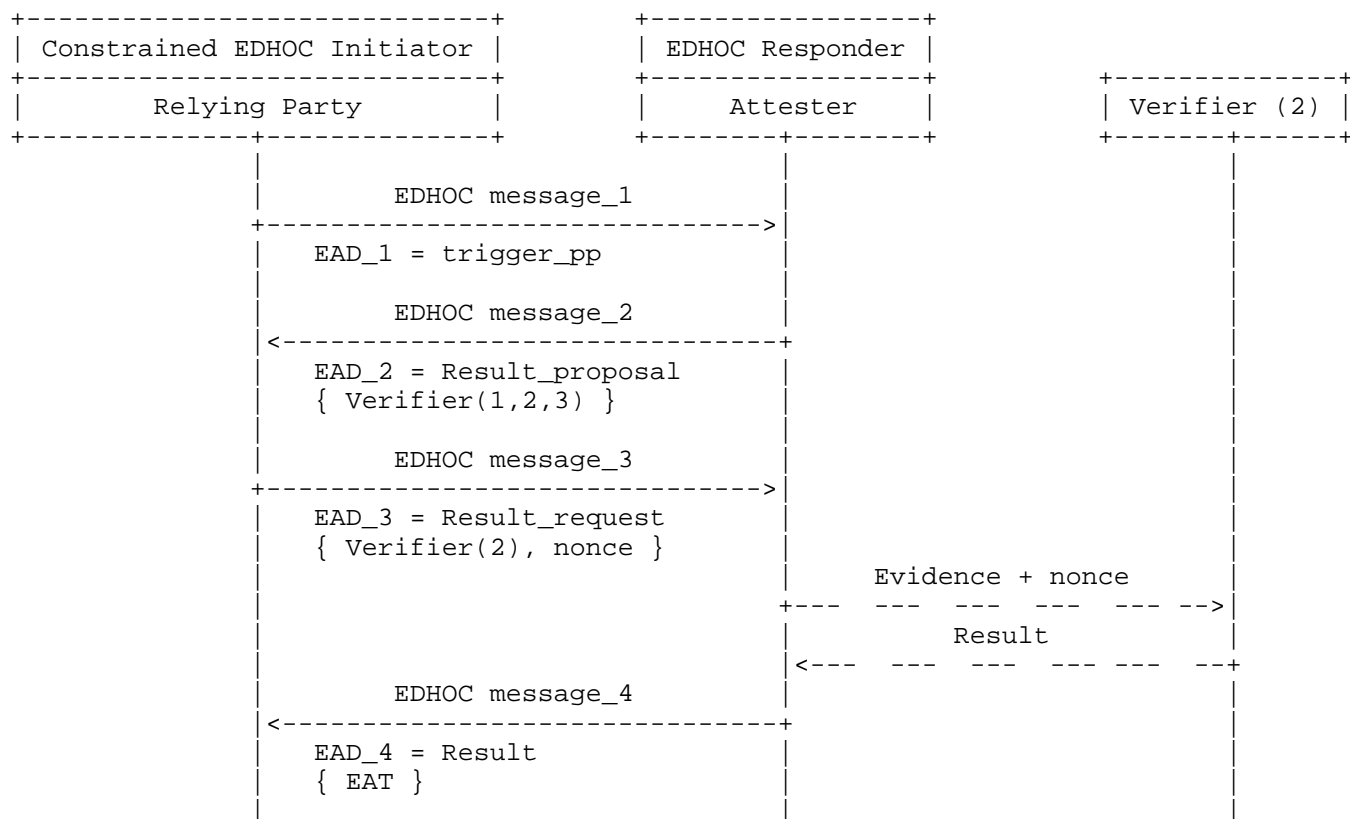 Constrained EDHOC Initiator
EDHOC Responder
Relying Party
Attester
Verifier (2)
EDHOC message_1
EAD_1 = trigger_pp
EDHOC message_2
EAD_2 = Result_proposal
{ Verifier(1,2,3) }
EDHOC message_3
EAD_3 = Result_request
{ Verifier(2), nonce }
Evidence + nonce
Result
EDHOC message_4
EAD_4 = Result
{ EAT }